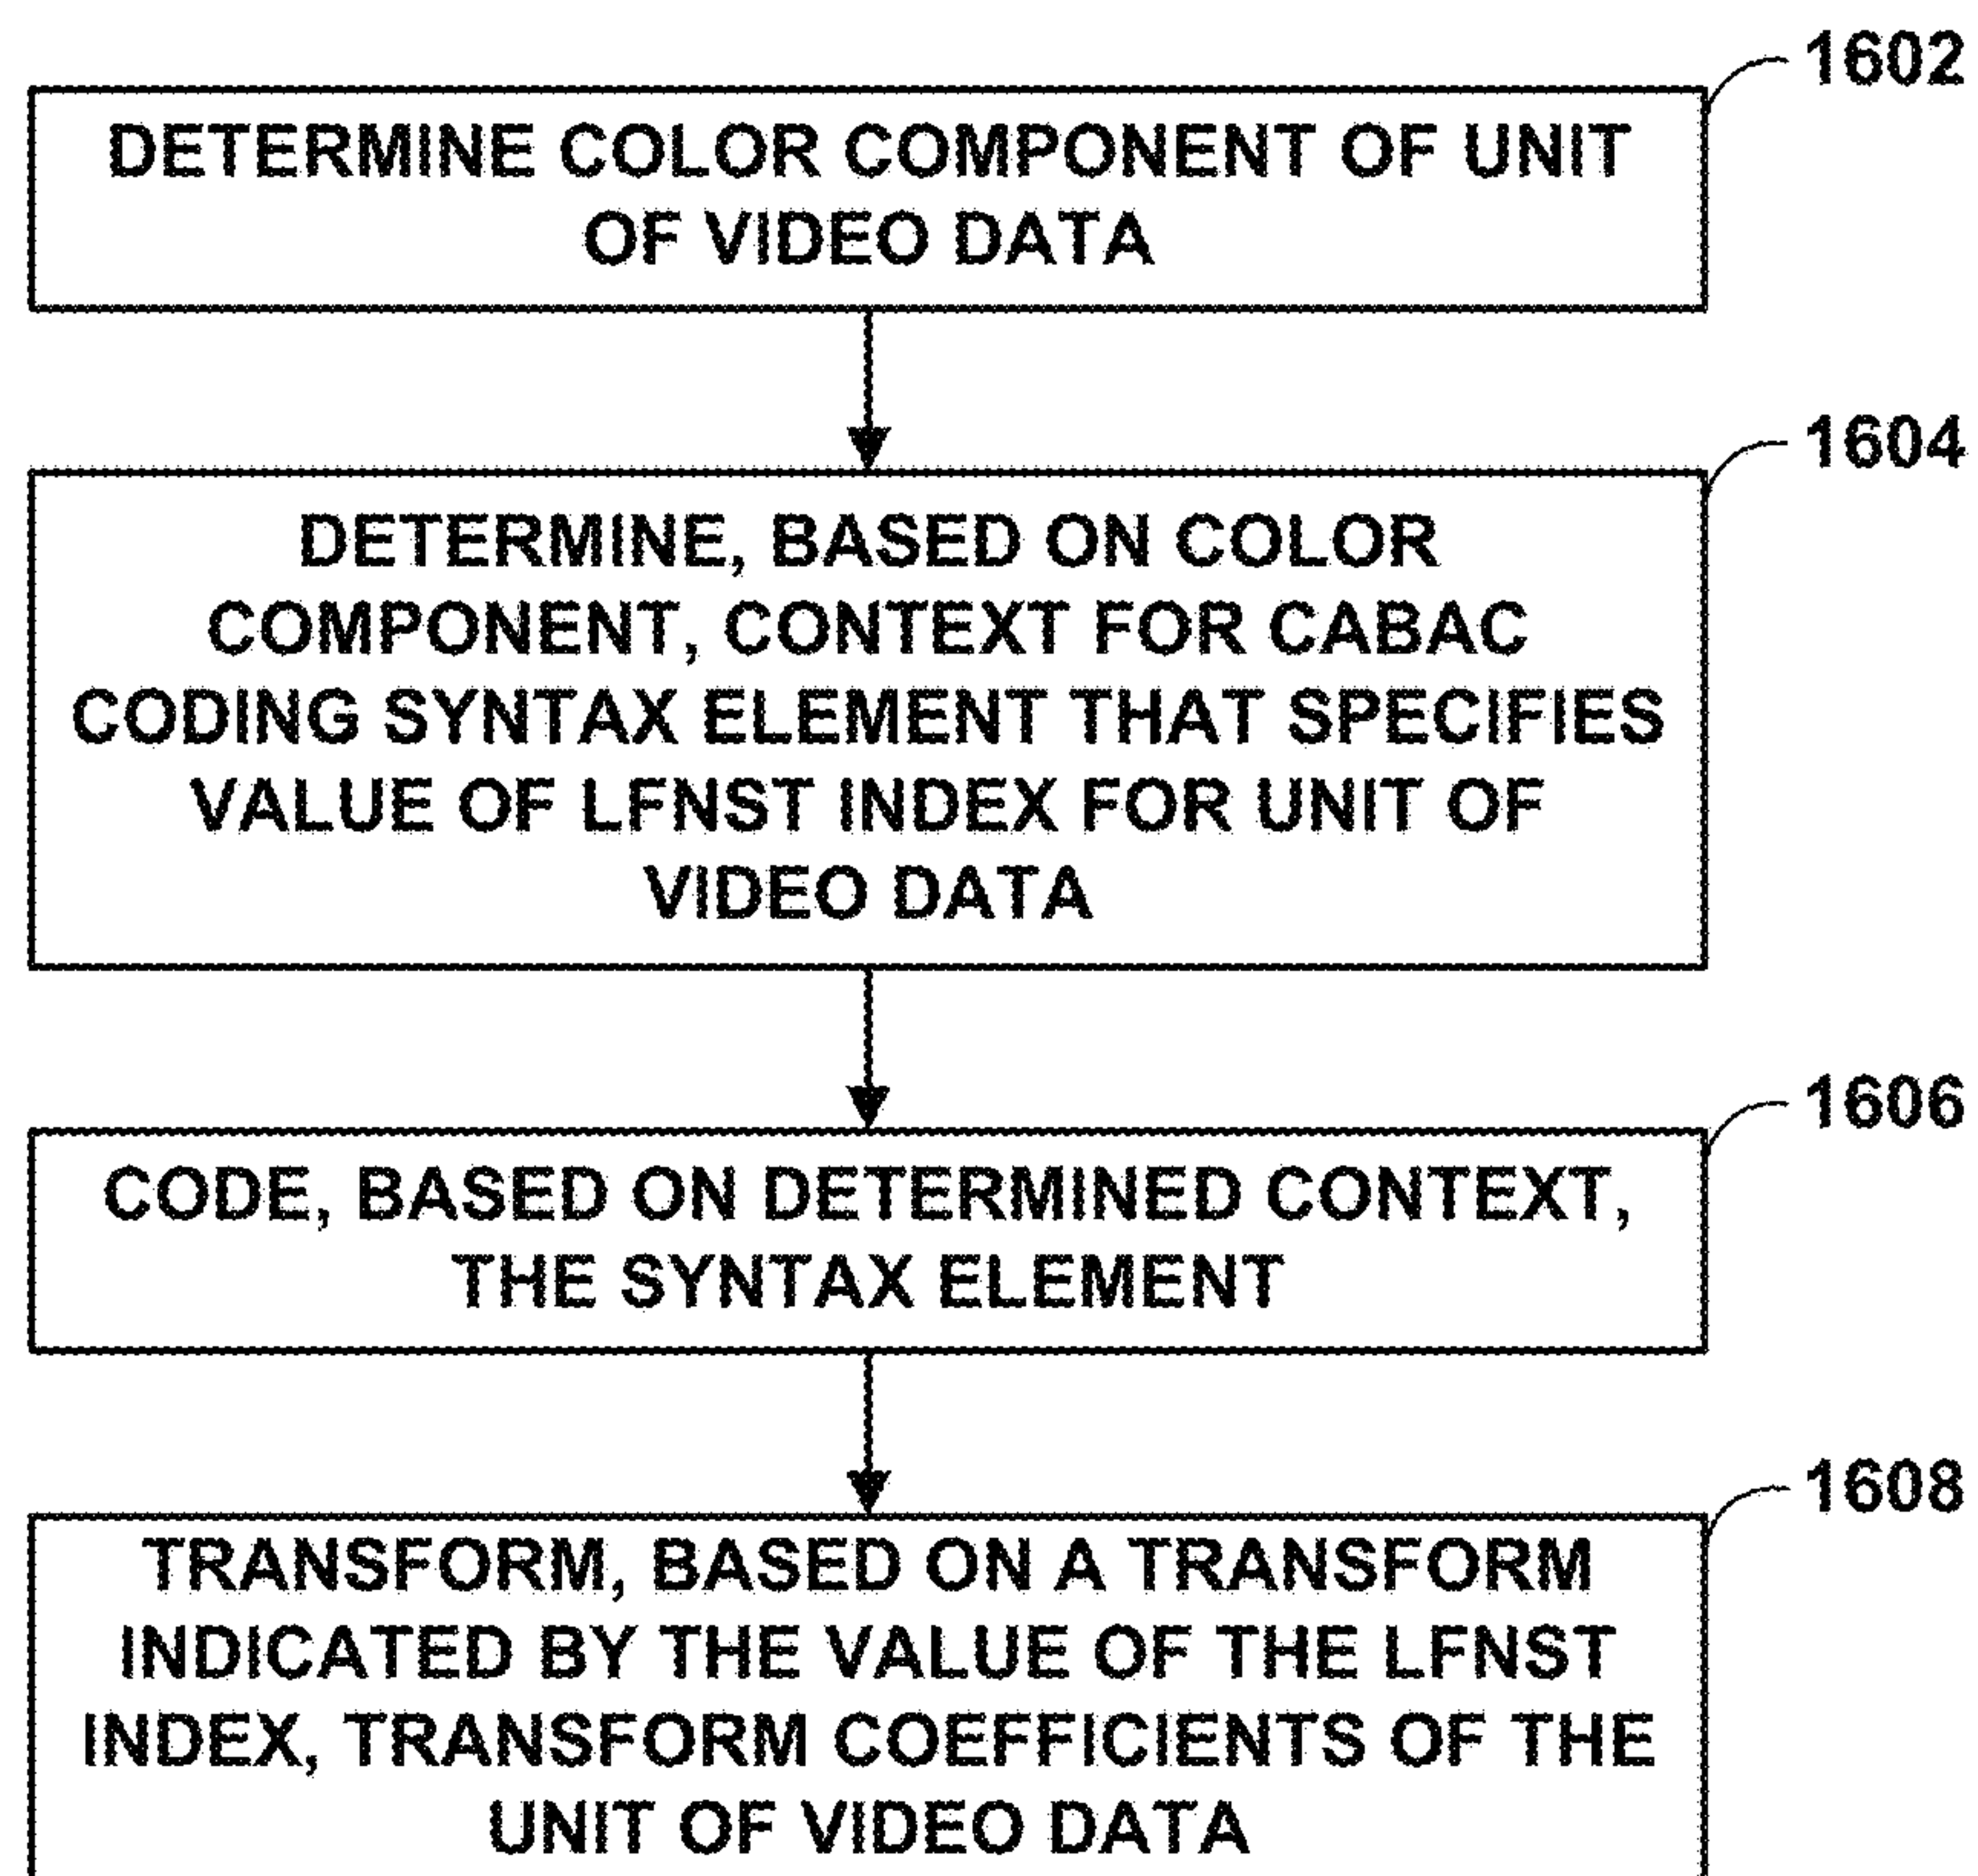 1602
DETERMINE COLOR COMPONENT OF UNIT
OF VIDEO DATA
1604
DETERMINE, BASED ON COLOR
COMPONENT, CONTEXT FOR CABAC
CODING SYNTAX ELEMENT THAT SPECIFIES
VALUE OF LFNST INDEX FOR UNIT OF
VIDEO DATA
1606
CODE, BASED ON DETERMINED CONTEXT,
THE SYNTAX ELEMENT
1608
TRANSFORM, BASED ON A TRANSFORM
INDICATED BY THE VALUE OF THE LFNST
INDEX, TRANSFORM COEFFICIENTS OF THE
UNIT OF VIDEO DATA